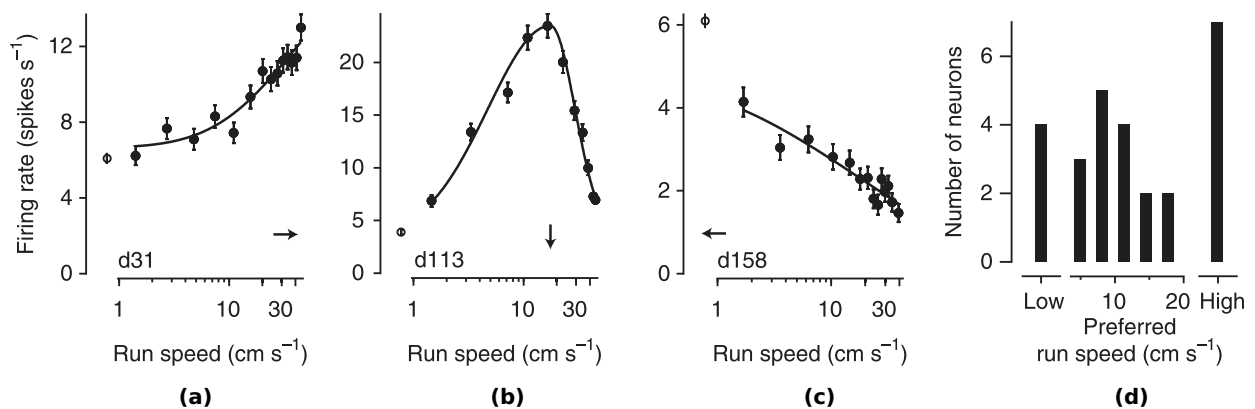 Firing rate (spikes s⁻¹)
12
8
4
0
d31
1 10 30
Run speed (cm s⁻¹)
(a)
20
15
10
5
0
d113
1 10 30
Run speed (cm s⁻¹)
(b)
6
4
2
0
d158
1 10 30
Run speed (cm s⁻¹)
(c)
Number of neurons
6
4
2
0
Low 10 20 High
Preferred
run speed (cm s⁻¹)
(d)